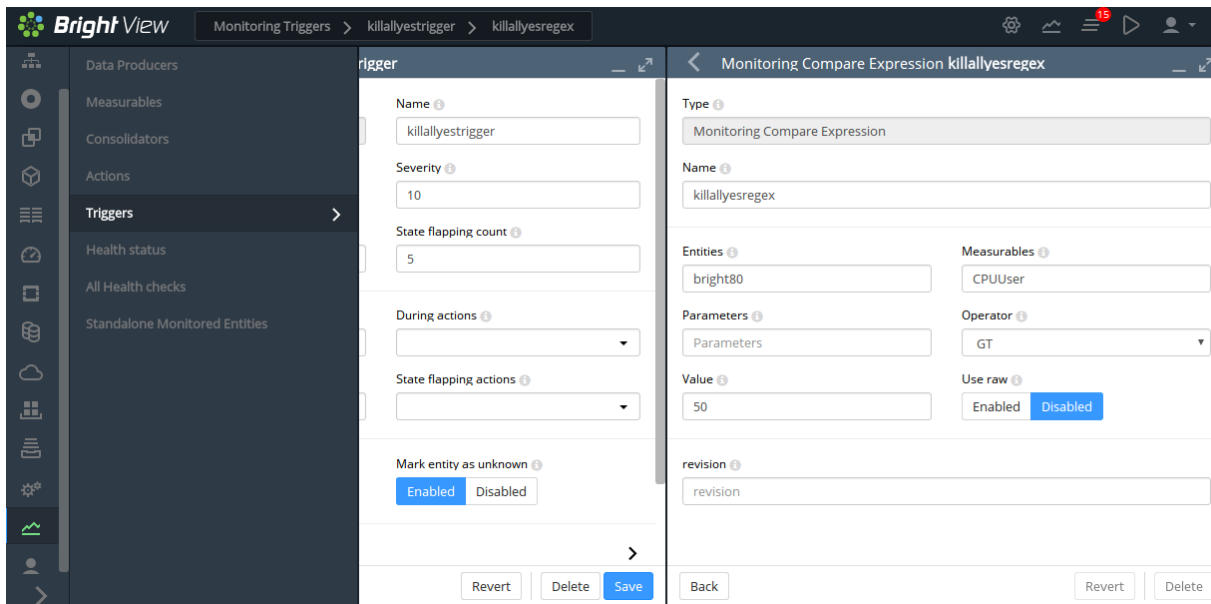 Bright View
Monitoring Triggers > killallyestrigger > killallyesregex
15
Data Producers
Measurables
Consolidators
Actions
Triggers
Health status
All Health checks
Standalone Monitored Entities
rigger
Name
killallyestrigger
Severity
10
State flapping count
5
During actions
State flapping actions
Mark entity as unknown
Enabled Disabled
Revert Delete Save
Monitoring Compare Expression killallyesregex
Type
Monitoring Compare Expression
Name
killallyesregex
Entities Measurables
bright80 CPUUser
Parameters Operator
Parameters GT
Value Use raw
50 Enabled Disabled
revision
revision
Back Revert Delete